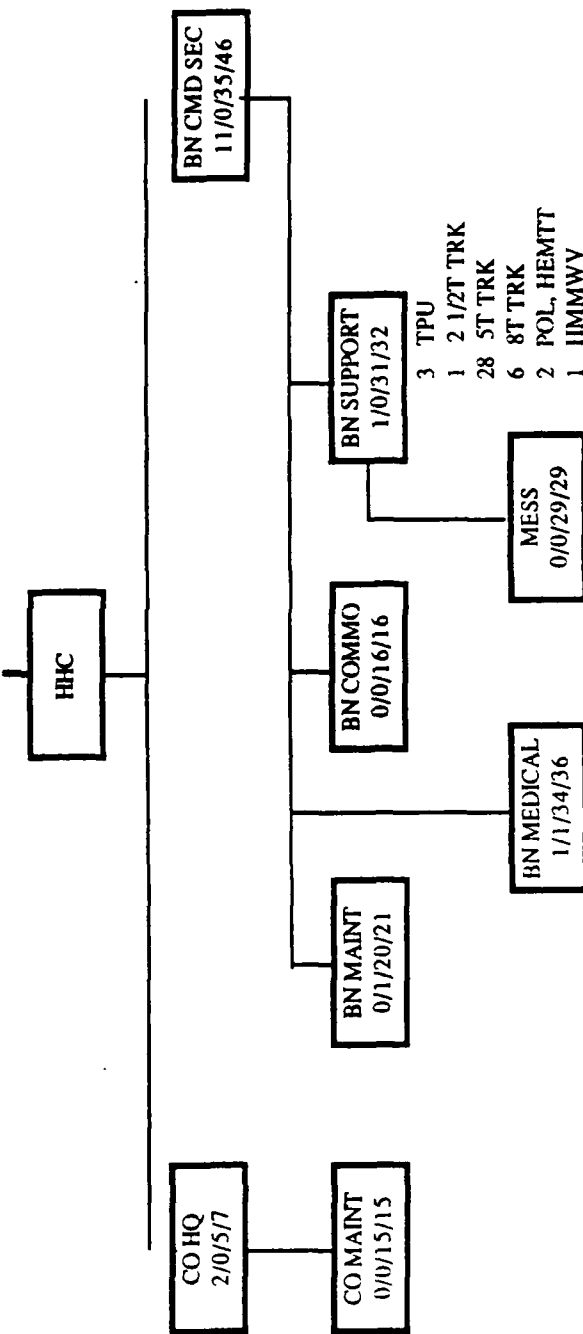 HHC
CO HQ
2/0/5/7
BN CMD SEC
11/0/35/46
CO MAINT
0/0/15/15
BN MAINT
0/1/20/21
BN COMMO
0/0/16/16
BN SUPPORT
1/0/31/32
3 TPU
1 2 1/2T TRK
28 5T TRK
6 8T TRK
2 POL, HEMTT
1 HMMWV
BN MEDICAL
1/1/34/36
MESS
0/0/29/29